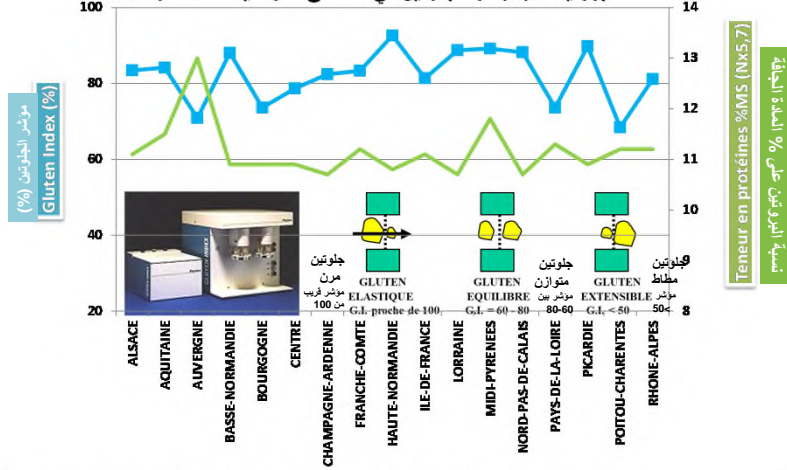 100
80
60
40
20
14
13
12
11
10
9
8
مؤشر الجلوتين (%)
Gluten Index (%)
Teneur en protéines %MS (Nx5,7)
نسبة البروتين على % المادة الجافة
GLUTEN INDEX
جلوتين
مرن
مؤشر قريب
من 100
GLUTEN
ELASTIQUE
G.I. proche de 100
جلوتين
متوازن
مؤشر بين
80-60
GLUTEN
EQUILIBRE
G.I. = 60 - 80
جلوتين
مطاط
مؤشر
50>
GLUTEN
EXTENSIBLE
G.I. < 50
ALSACE
AQUITAINE
AUVERGNE
BASSE-NORMANDIE
BOURGOGNE
CENTRE
CHAMPAGNE-ARDENNE
FRANCHE-COMTE
HAUTE-NORMANDIE
ILE-DE-FRANCE
LORRAINE
MIDI-PYRENEES
NORD-PAS-DE-CALAIS
PAYS-DE-LA-LOIRE
PICARDIE
POITOU-CHARENTES
RHONE-ALPES